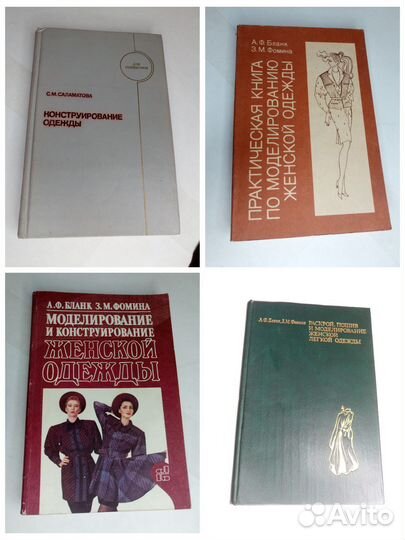 ДЛЯ
С.М. САЛАМАТОВА
КОНСТРУИРОВАНИЕ
ОДЕЖДЫ
А. Ф. Бланк
З. М. Фомина
ПРАКТИЧЕСКАЯ КНИГА
ПО МОДЕЛИРОВАНИЮ
ЖЕНСКОЙ ОДЕЖДЫ
А.Ф. БЛАНК З.М. ФОМИНА
МОДЕЛИРОВАНИЕ
И КОНСТРУИРОВАНИЕ
ЖЕНСКОЙ
ОДЕЖДЫ
А.Ф. Бланк, З.М. Фомина
РАСКРОЙ, ПОШИВ
И МОДЕЛИРОВАНИЕ
ЖЕНСКОЙ
ЛЕГКОЙ ОДЕЖДЫ
Avito